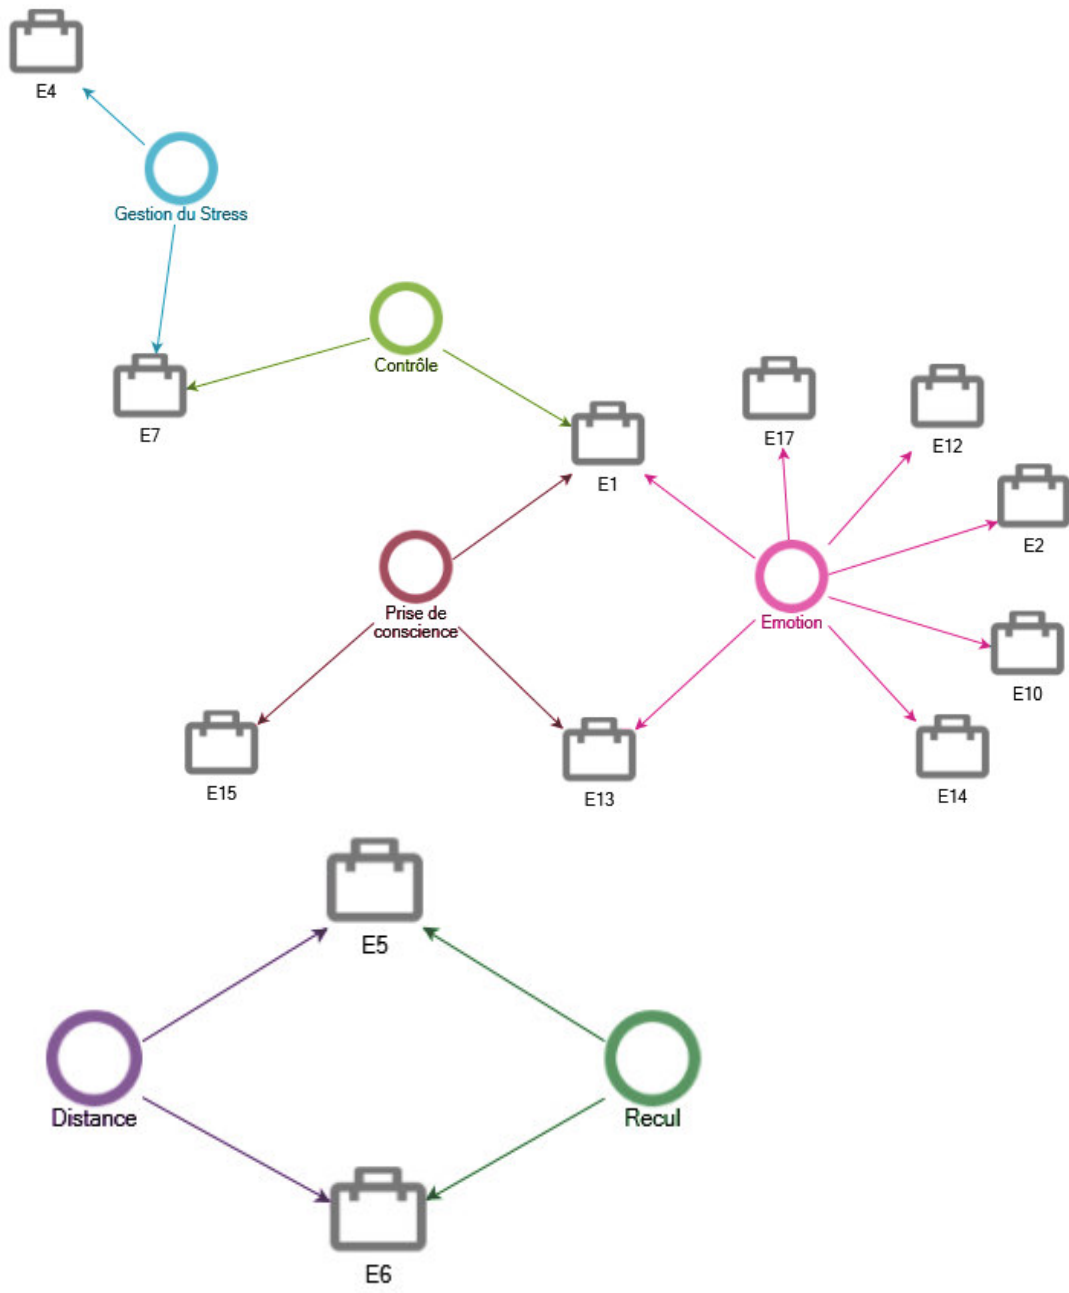 E4
Gestion du Stress
Contrôle
E7
E17
E12
E1
E2
Prise de
conscience
Emotion
E10
E15
E13
E14
E5
Distance
Recul
E6